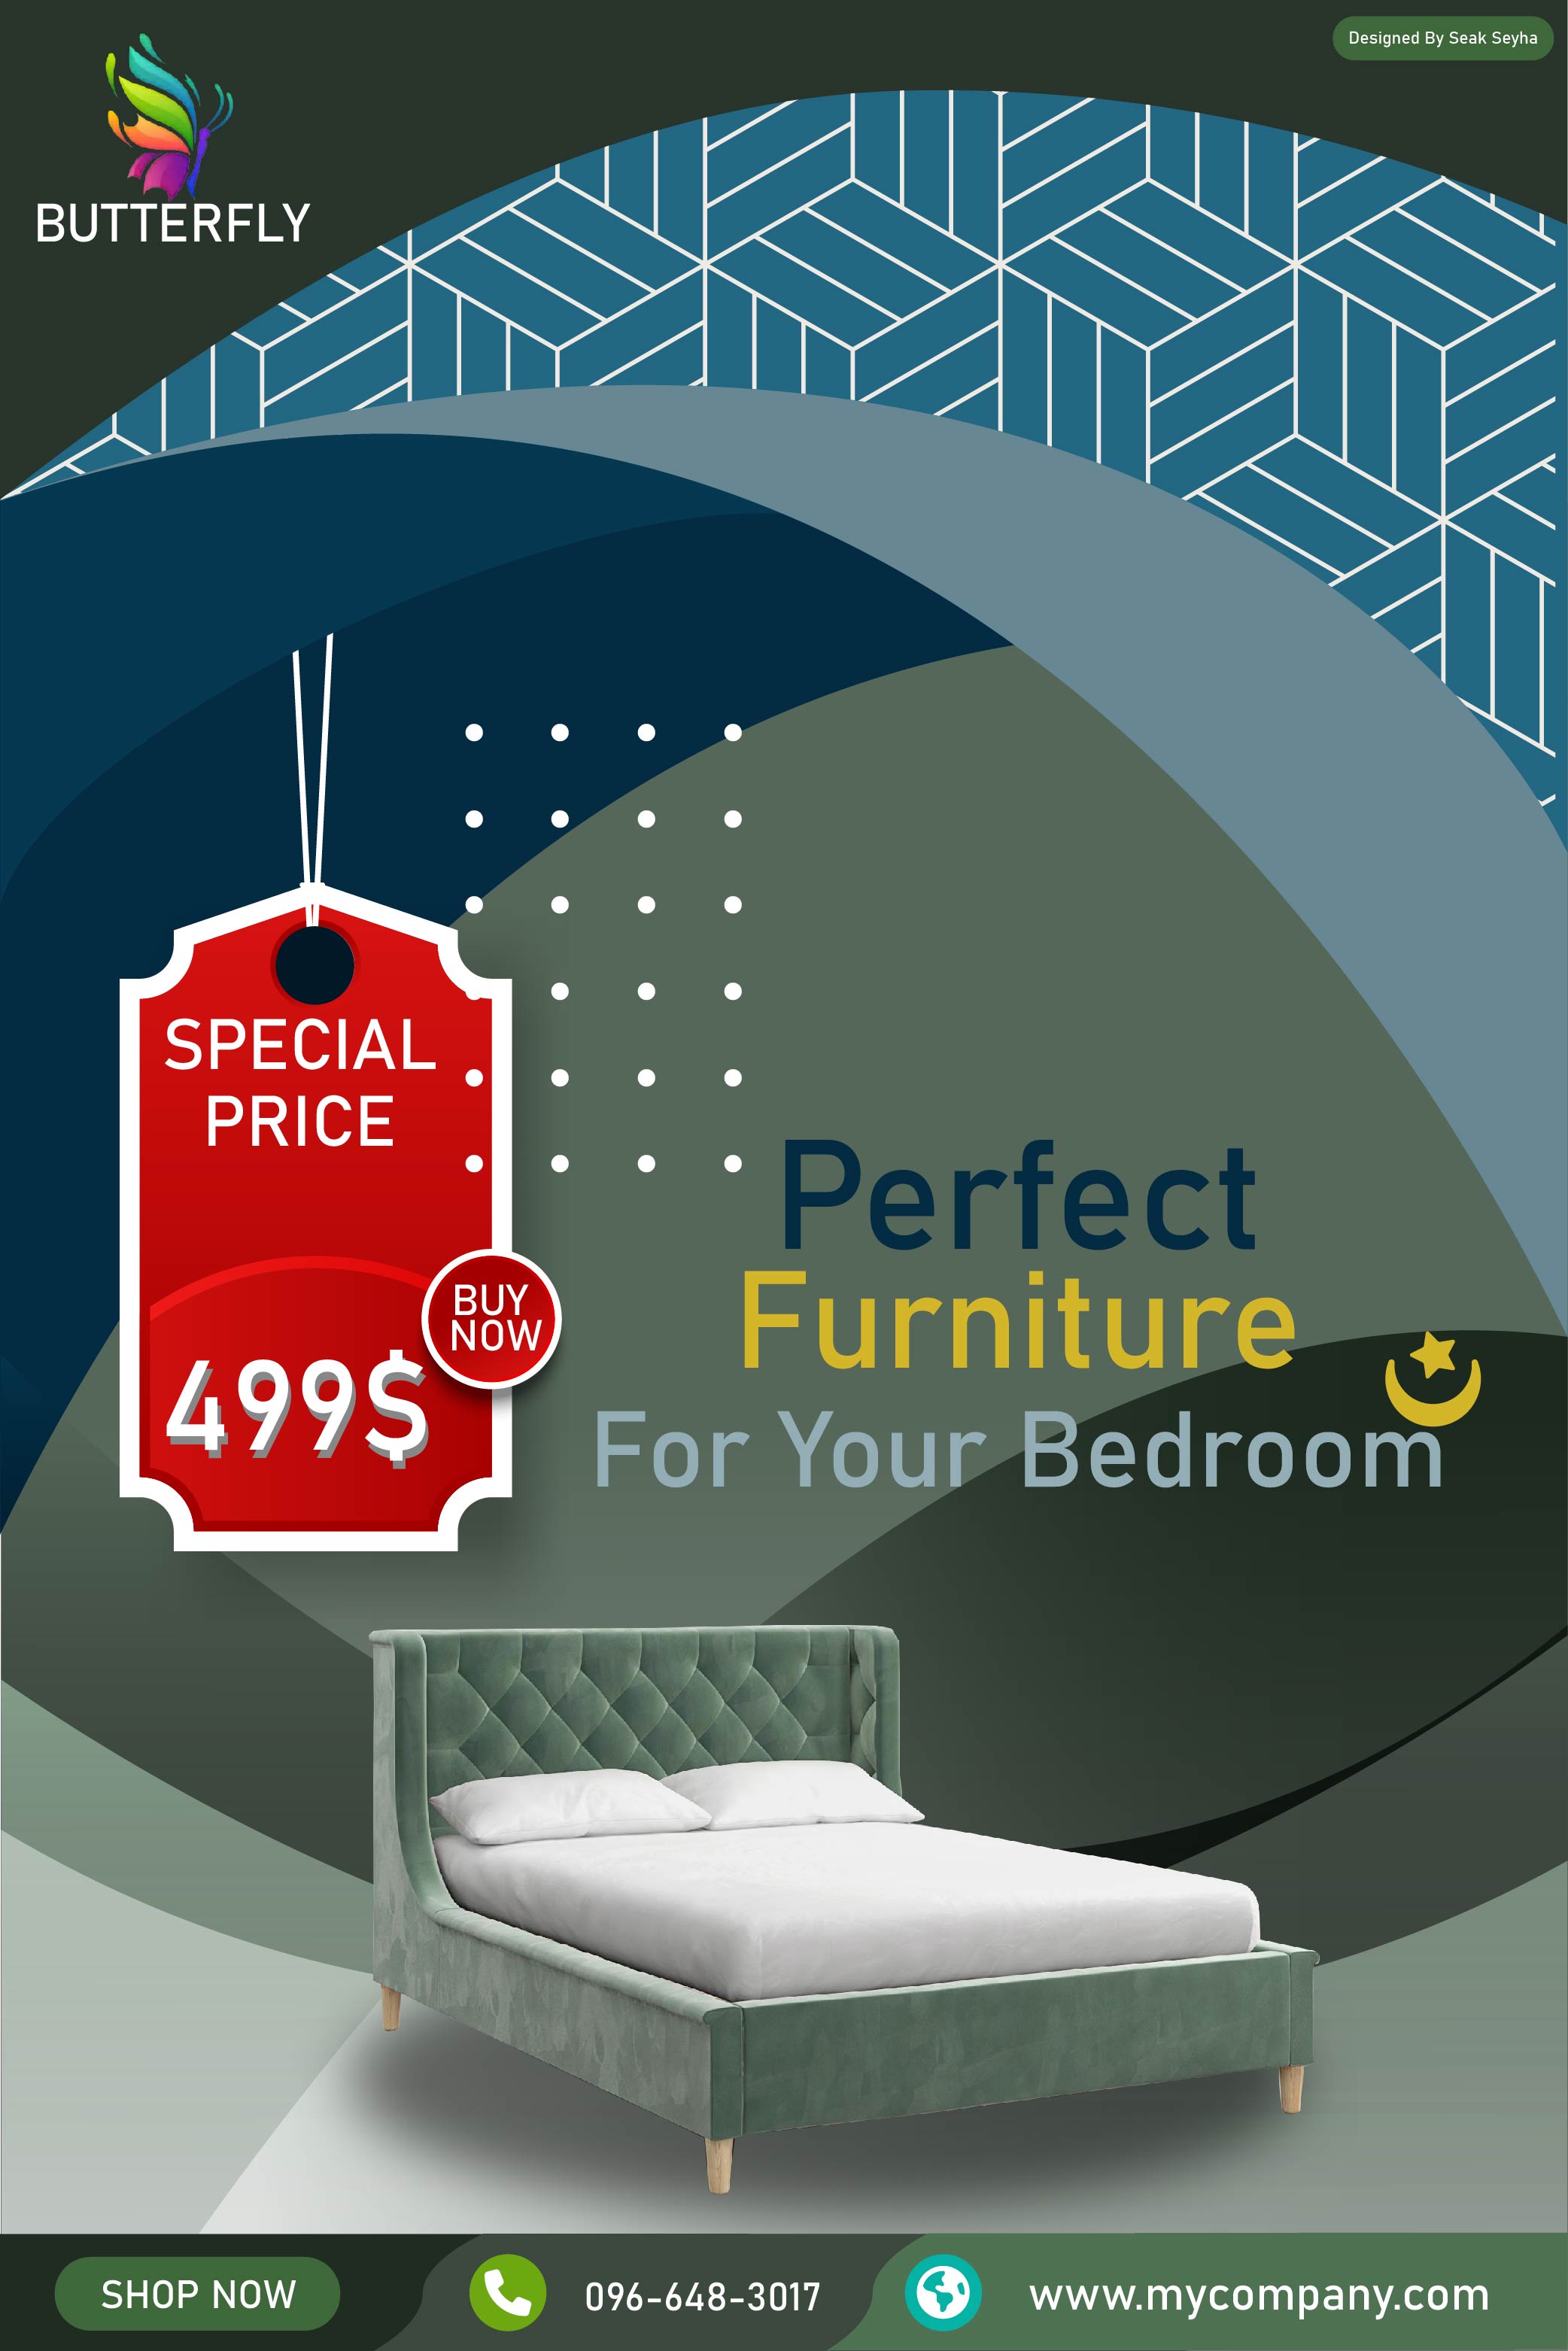 Designed By Seak Seyha
BUTTERFLY
SPECIAL
PRICE
BUY
NOW
499$
Perfect
Furniture
For Your Bedroom
SHOP NOW
096-648-3017
www.mycompany.com